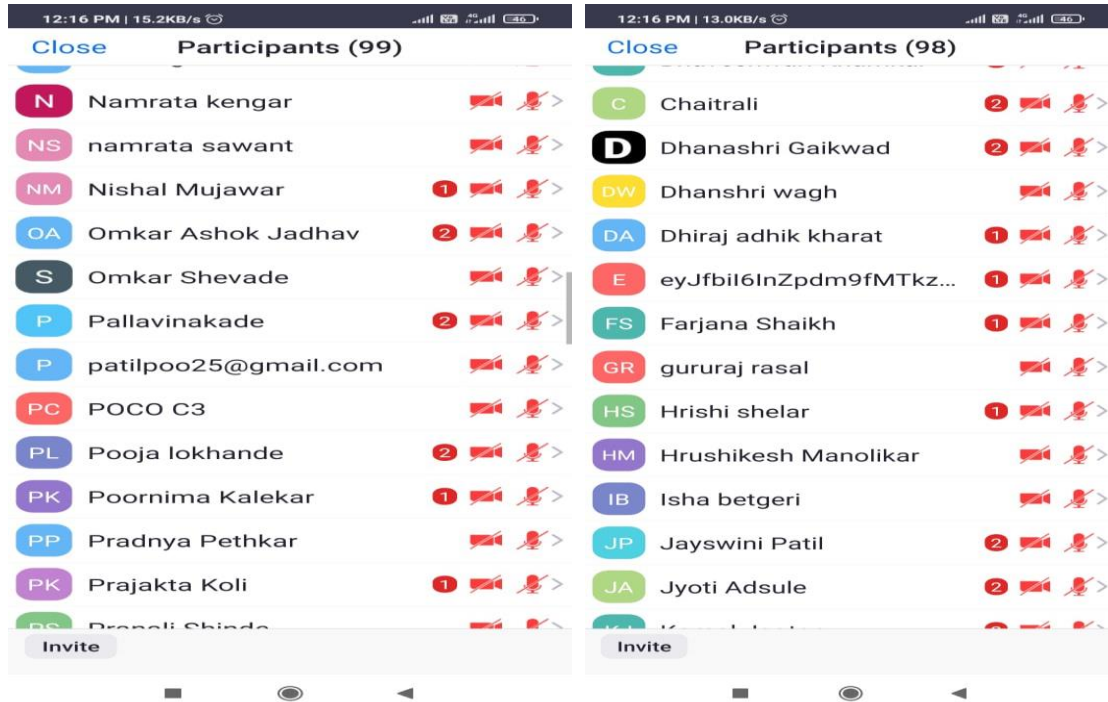 12:16 PM | 15.2KB/s
46
Close Participants (99)
N Namrata kengar
NS namrata sawant
NM Nishal Mujawar 1
OA Omkar Ashok Jadhav 2
S Omkar Shevade
P Pallavinakade 2
P patilpoo25@gmail.com
PC POCO C3
PL Pooja lokhande 2
PK Poornima Kalekar 1
PP Pradnya Pethkar
PK Prajakta Koli 1
Invite
12:16 PM | 13.0KB/s
46
Close Participants (98)
C Chaitrali 2
D Dhanashri Gaikwad 2
DW Dhanshri wagh
DA Dhiraj adhik kharat 1
E eyJfbil6InZpdm9fMTkz... 1
FS Farjana Shaikh 1
GR gururaj rasal
HS Hrishi shelar 1
HM Hrushikesh Manolikar
IB Isha betgeri
JP Jayswini Patil 2
JA Jyoti Adsule 2
Invite